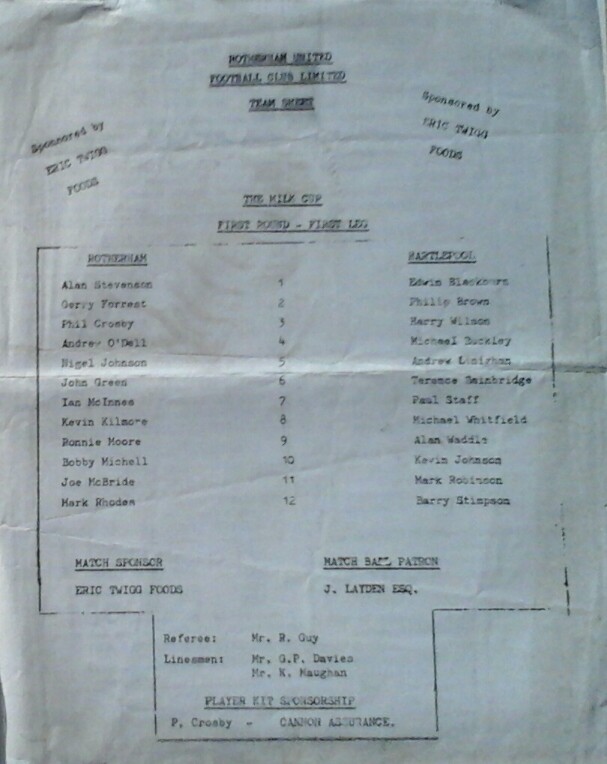 ROTHERHAM UNITED
FOOTBALL CLUB LIMITED
TEAM SHEET
Sponsored by
ERIC TWIGG
FOODS
Sponsored by
ERIC TWIGG
FOODS
THE MILK CUP
FIRST ROUND - FIRST LEG
ROTHERHAM HARTLEPOOL
Alan Stevenson 1 Edwin Blackburn
Gerry Forrest 2 Philip Brown
Phil Crosby 3 Harry Wilson
Andrew O'Dell 4 Michael Buckley
Nigel Johnson 5 Andrew Linighan
John Green 6 Terence Bainbridge
Ian McInnes 7 Paul Staff
Kevin Kilmore 8 Michael Whitfield
Ronnie Moore 9 Alan Waddle
Bobby Michell 10 Kevin Johnson
Joe McBride 11 Mark Robinson
Mark Rhodes 12 Barry Stimpson
MATCH SPONSOR MATCH BALL PATRON
ERIC TWIGG FOODS J. LAYDEN ESQ.
Referee: Mr. R. Guy
Linesmen: Mr. G.P. Davies
Mr. K. Maughan
PLAYER KIT SPONSORSHIP
P. Crosby - CANNON ASSURANCE.